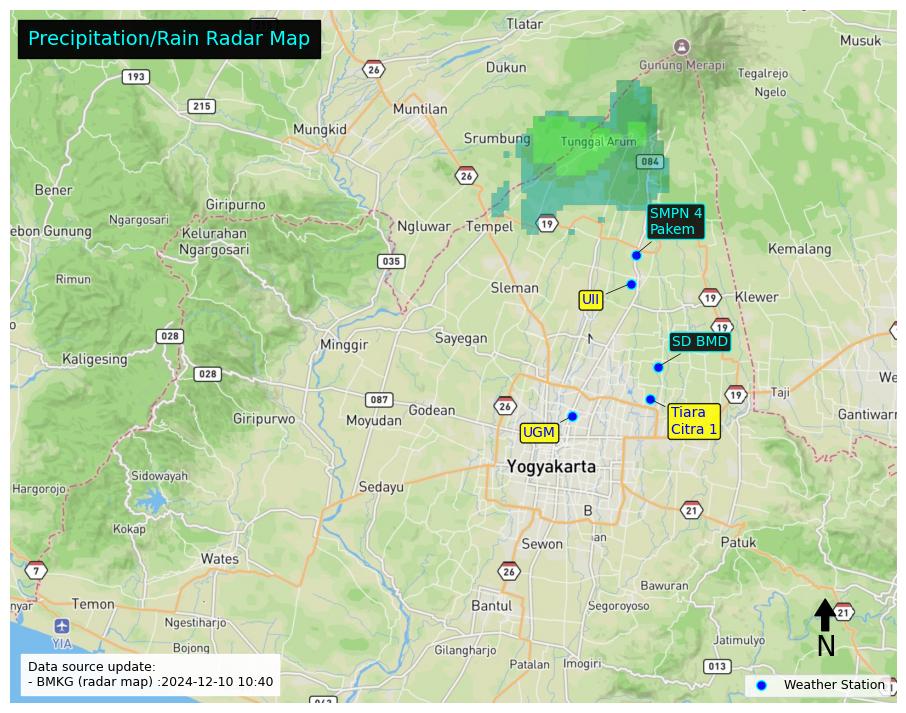 Precipitation/Rain Radar Map
Tlatar
26
Dukun
Gunung Merapi
Musuk
193
Tegalrejo
215
Ngelo
Muntilan
Mungkid
Srumbung
Tunggal Arum
084
26
Bener
Giripurno
Ngargosari
SMPN 4
Pakem
ebon Gunung
Kelurahan
Ngargosari
Ngluwar
Tempel
19
Kemalang
035
Rimun
Sleman
UII
19
Klewer
19
028
Minggir
Sayegan
N
SD BMD
Kaligesing
028
We
087
Godean
26
19
Taji
Giripurwo
Moyudan
Tiara
Citra 1
Gantiwarn
UGM
Yogyakarta
Sidowayah
Hargorojo
Sedayu
21
B
Kokap
an
Sewon
Patuk
Wates
7
26
Bawuran
nyar
Temon
Bantul
Segoroyoso
21
Ngestiharjo
YIA
Bojong
Gilangharjo
Jatimulyo
N
Patalan
Imogiri
013
Data source update:
- BMKG (radar map) :2024-12-10 10:40
Weather Station